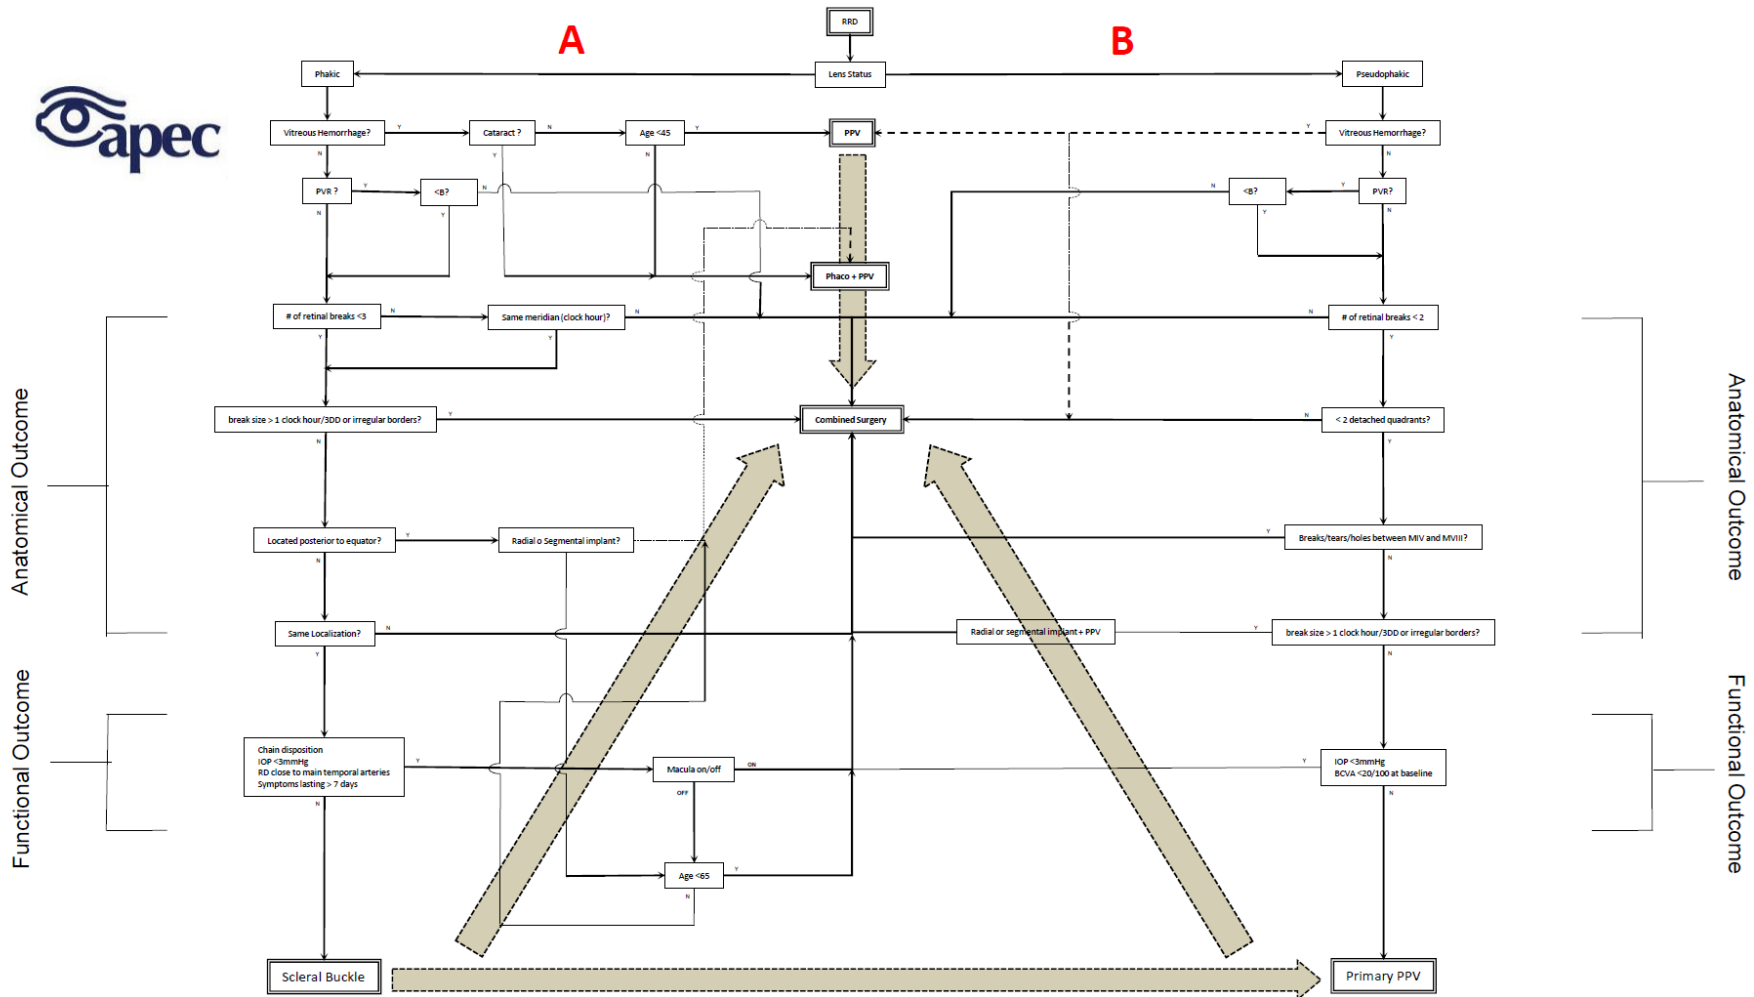 RRD
A
B
Phakic
Lens Status
Pseudophakic
apec
Vitreous Hemorrhage?
Y
Cataract ?
N
Age <45
Y
PPV
Y
Vitreous Hemorrhage?
N
Y
N
N
PVR ?
Y
<B?
N
N
<B?
Y
PVR?
N
Y
Y
N
Phaco + PPV
# of retinal breaks <3
N
Same meridian (clock hour)?
N
N
# of retinal breaks < 2
Y
Y
Y
break size > 1 clock hour/3DD or irregular borders?
Y
Combined Surgery
N
< 2 detached quadrants?
N
Y
Anatomical Outcome
Anatomical Outcome
Located posterior to equator?
Y
Radial o Segmental implant?
Y
Breaks/tears/holes between MIV and MVIII?
N
N
Same Localization?
N
Radial or segmental implant + PPV
Y
break size > 1 clock hour/3DD or irregular borders?
Y
N
Functional Outcome
Functional Outcome
Chain disposition
IOP <3mmHg
RD close to main temporal arteries
Symptoms lasting > 7 days
Y
Macula on/off
ON
Y
IOP <3mmHg
BCVA <20/100 at baseline
N
OFF
N
Age <65
Y
N
Scleral Buckle
Primary PPV